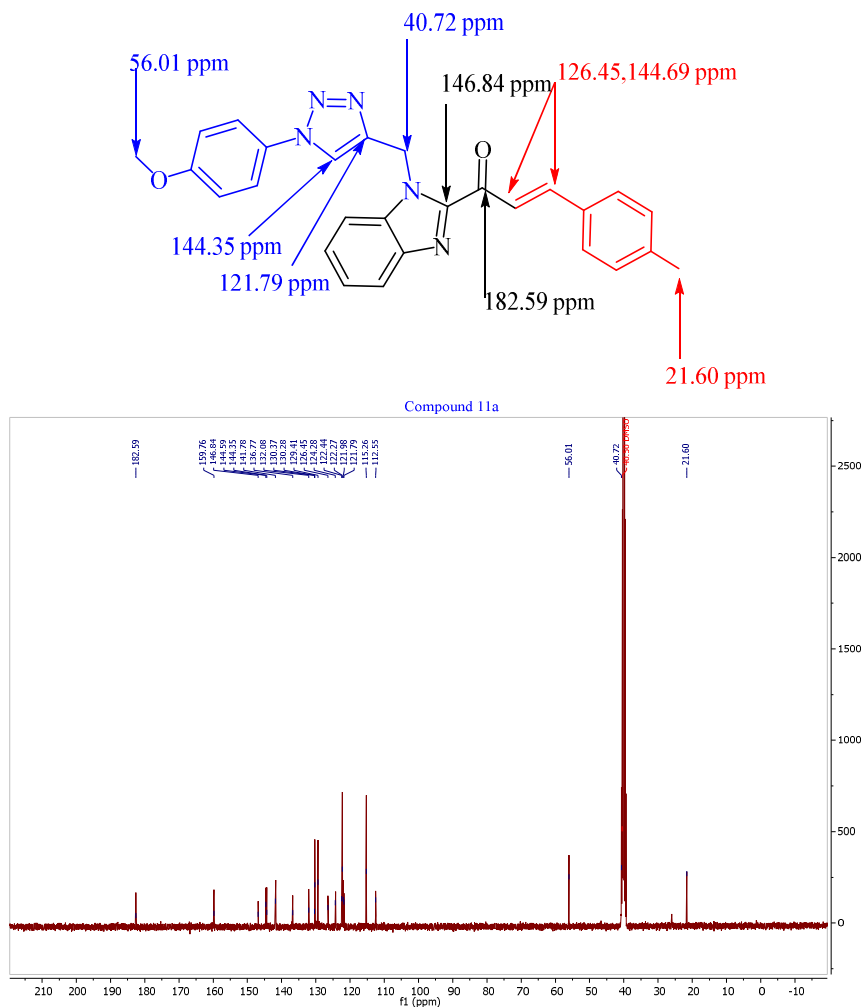 40.72 ppm
56.01 ppm
146.84 ppm
126.45,144.69 ppm
N=N
N
N
O
O
N
N
144.35 ppm
121.79 ppm
182.59 ppm
21.60 ppm
Compound 11a
182.59
159.76
146.84
144.59
144.35
141.78
136.77
132.08
130.37
130.28
129.41
126.45
124.28
122.44
122.27
121.98
121.79
115.26
112.55
56.01
40.72
40.50 DMSO
21.60
2500
2000
1500
1000
500
0
210 200 190 180 170 160 150 140 130 120 110 100 90 80 70 60 50 40 30 20 10 0 -10
f1 (ppm)